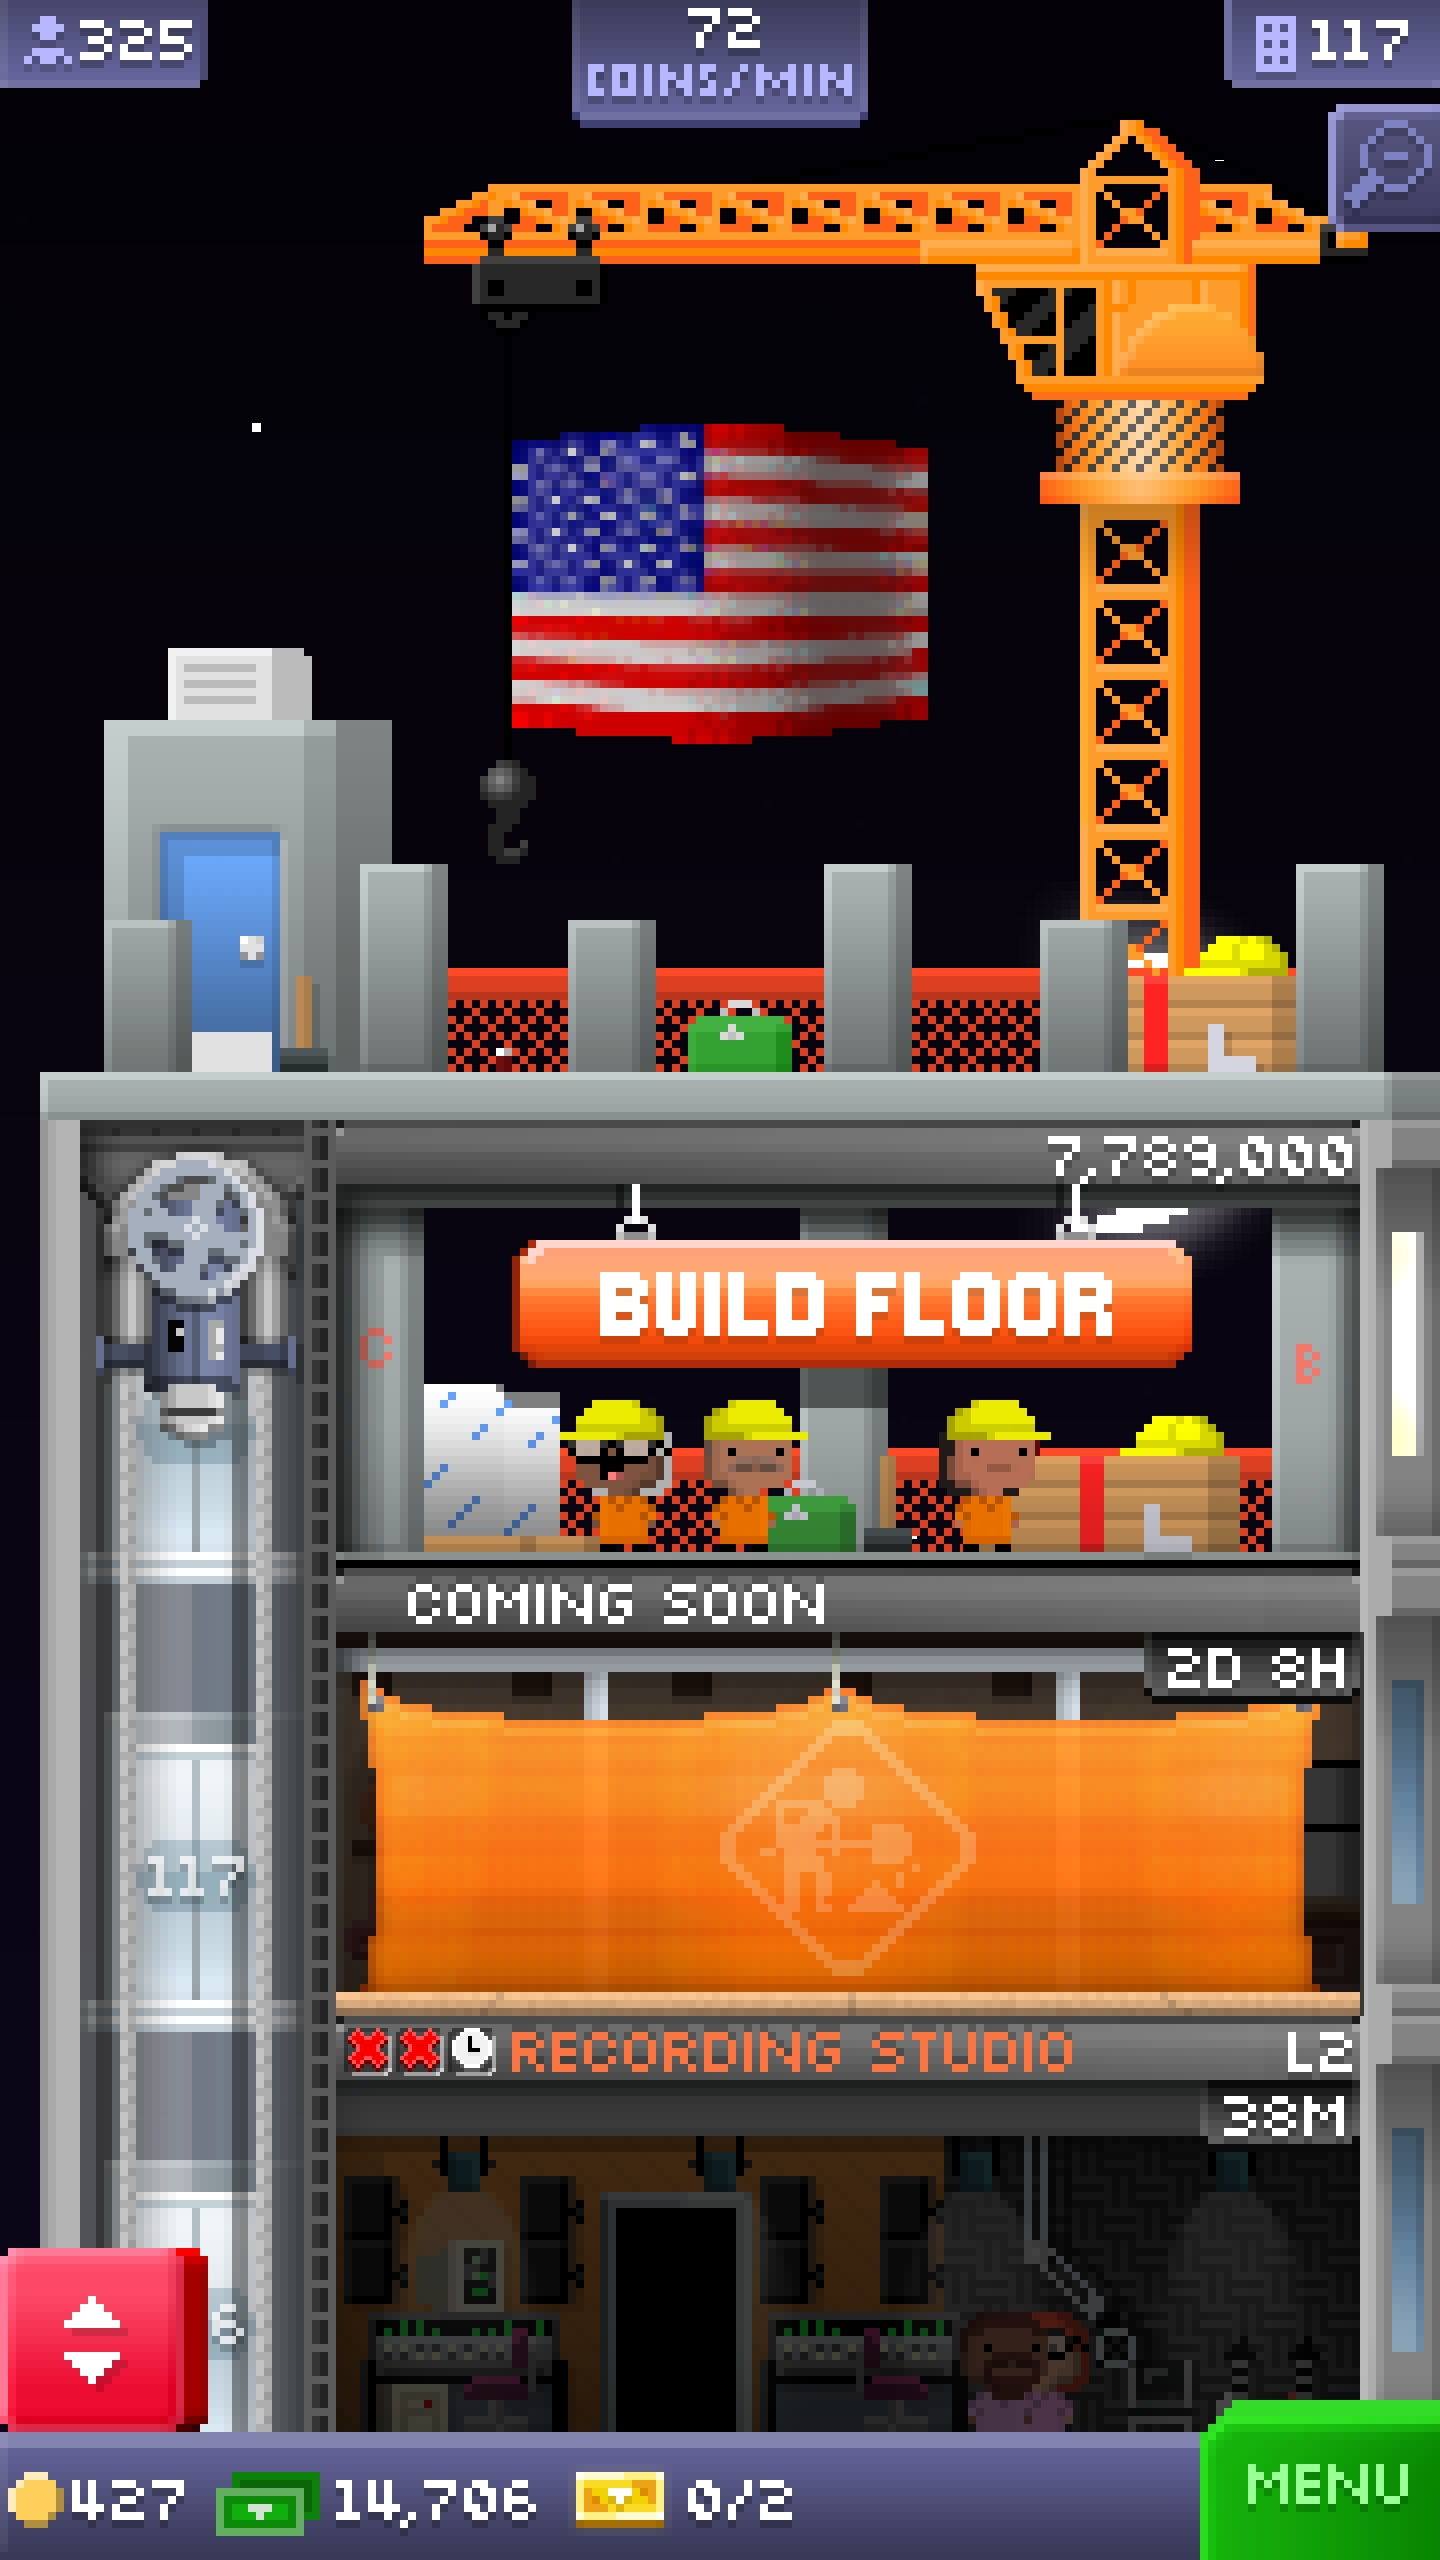 325
72
COINS/MIN
117
7,789,000
BUILD FLOOR
C
B
COMING SOON
2D 8H
117
RECORDING STUDIO
L2
38M
6
427
14,706
0/2
MENU